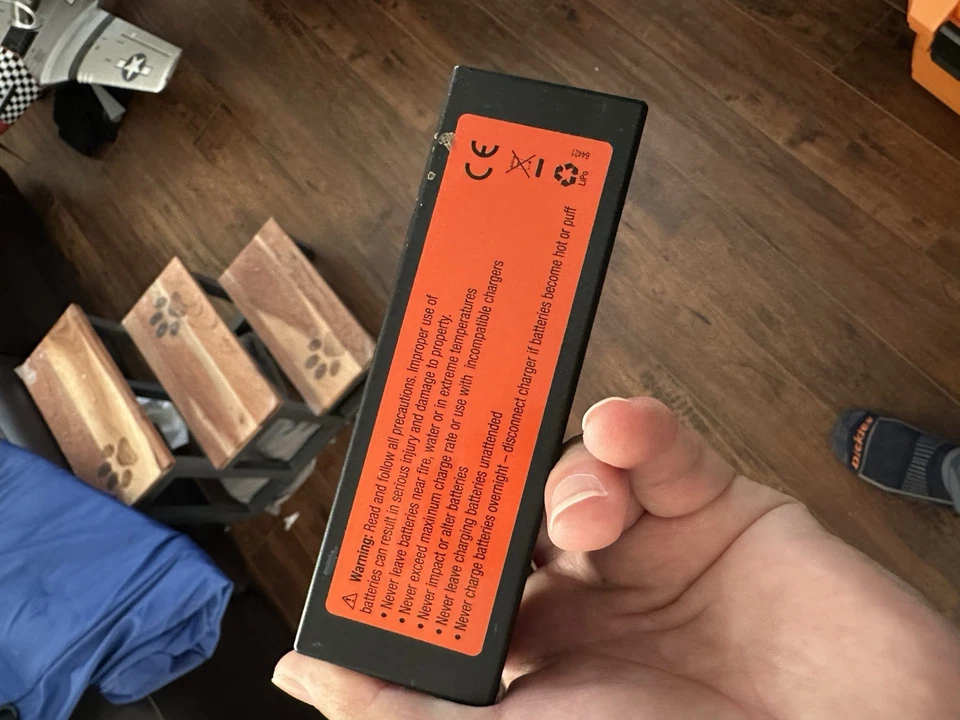 ⚠ Warning: Read and follow all precautions. Improper use of
batteries can result in serious injury and damage to property.
• Never leave batteries near fire, water or in extreme temperatures
• Never exceed maximum charge rate or use with incompatible chargers
• Never impact or alter batteries
• Never leave charging batteries unattended
• Never charge batteries overnight – disconnect charger if batteries become hot or puff
CE
LiPo
64421
Dickies